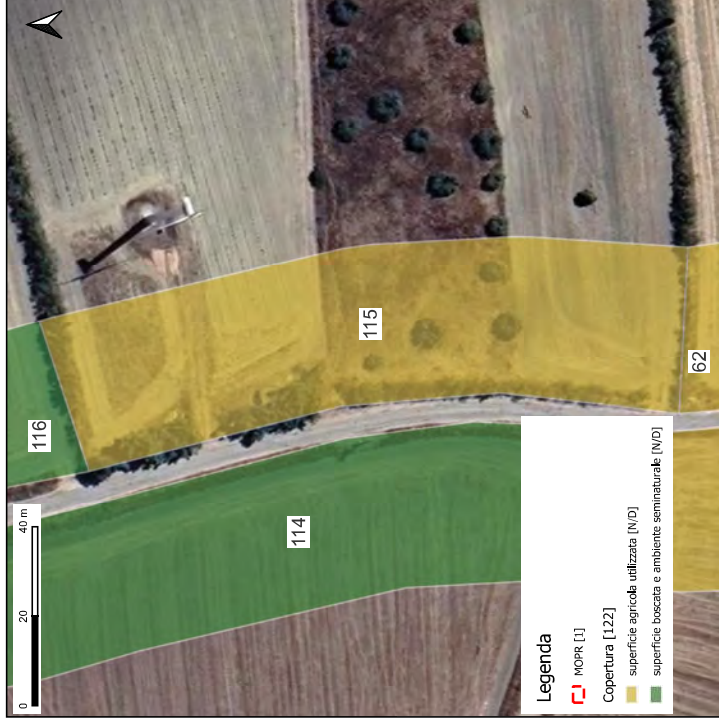 116
115
114
62
0 20 40 m
Legenda
MOPR [1]
Copertura [122]
superficie agricola utilizzata [N/D]
superficie boscata e ambiente seminaturale [N/D]